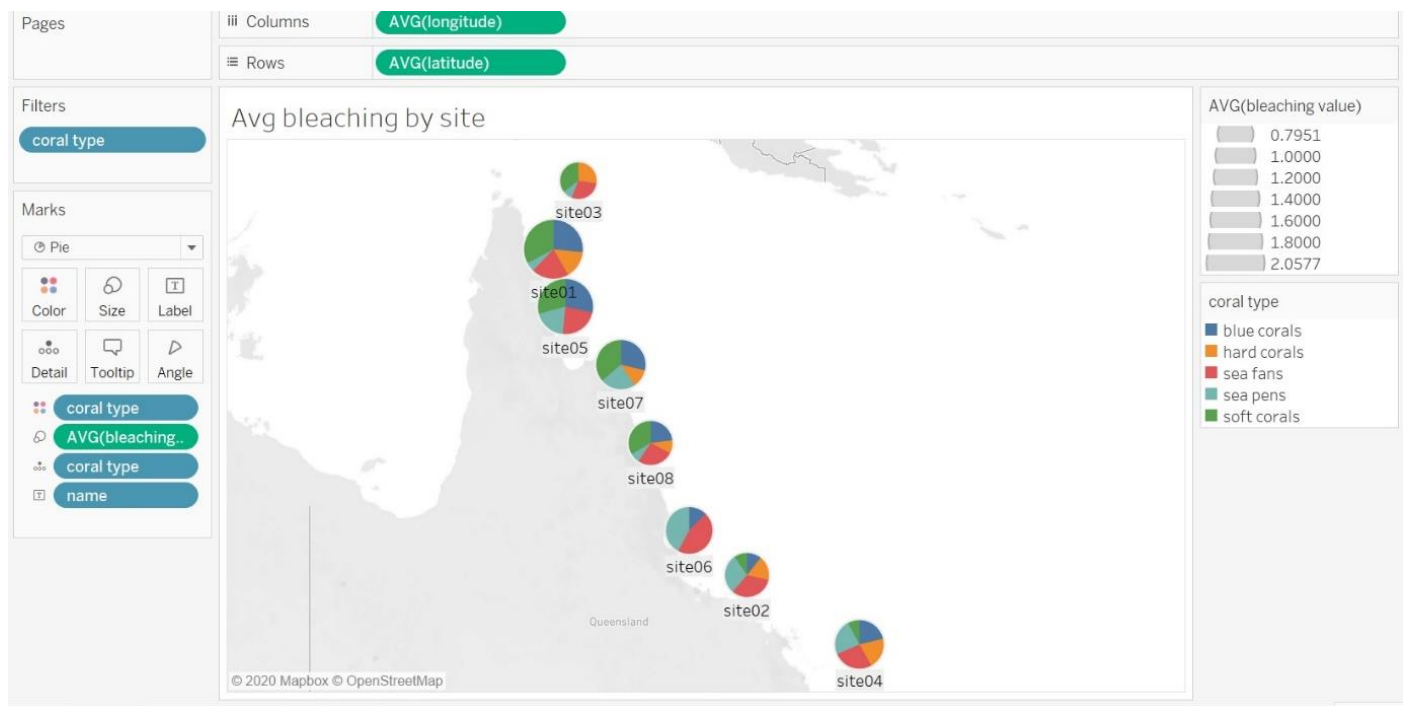 Pages
iii Columns AVG(longitude)
Rows AVG(latitude)
Filters
coral type
Marks
Pie
Color Size Label
Detail Tooltip Angle
coral type
AVG(bleaching..
coral type
name
Avg bleaching by site
site03
site01
site05
site07
site08
site06
site02
Queensland
site04
© 2020 Mapbox © OpenStreetMap
AVG(bleaching value)
0.7951
1.0000
1.2000
1.4000
1.6000
1.8000
2.0577
coral type
blue corals
hard corals
sea fans
sea pens
soft corals